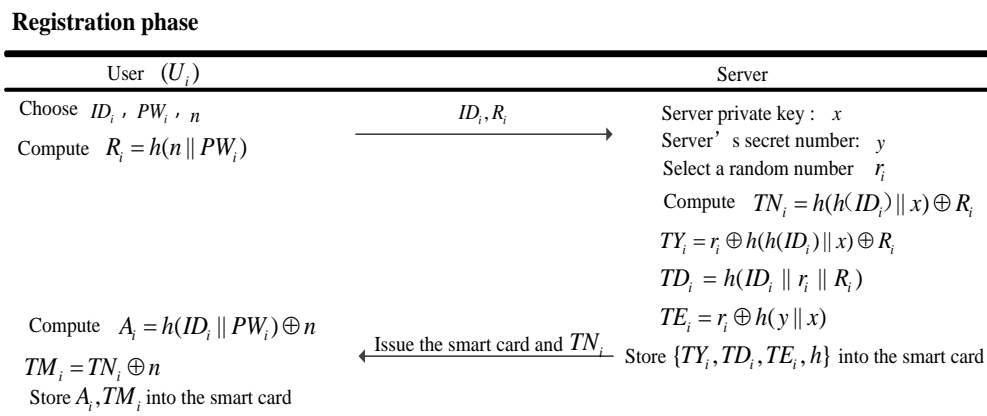 Registration phase
User (U_i) Server
Choose ID_i , PW_i , n ID_i, R_i Server private key : x
Compute R_i = h(n || PW_i) Server’s secret number: y
Select a random number r_i
Compute TN_i = h(h(ID_i) || x) ⊕ R_i
TY_i = r_i ⊕ h(h(ID_i) || x) ⊕ R_i
TD_i = h(ID_i || r_i || R_i)
Compute A_i = h(ID_i || PW_i) ⊕ n TE_i = r_i ⊕ h(y || x)
TM_i = TN_i ⊕ n Issue the smart card and TN_i Store {TY_i, TD_i, TE_i, h} into the smart card
Store A_i, TM_i into the smart card